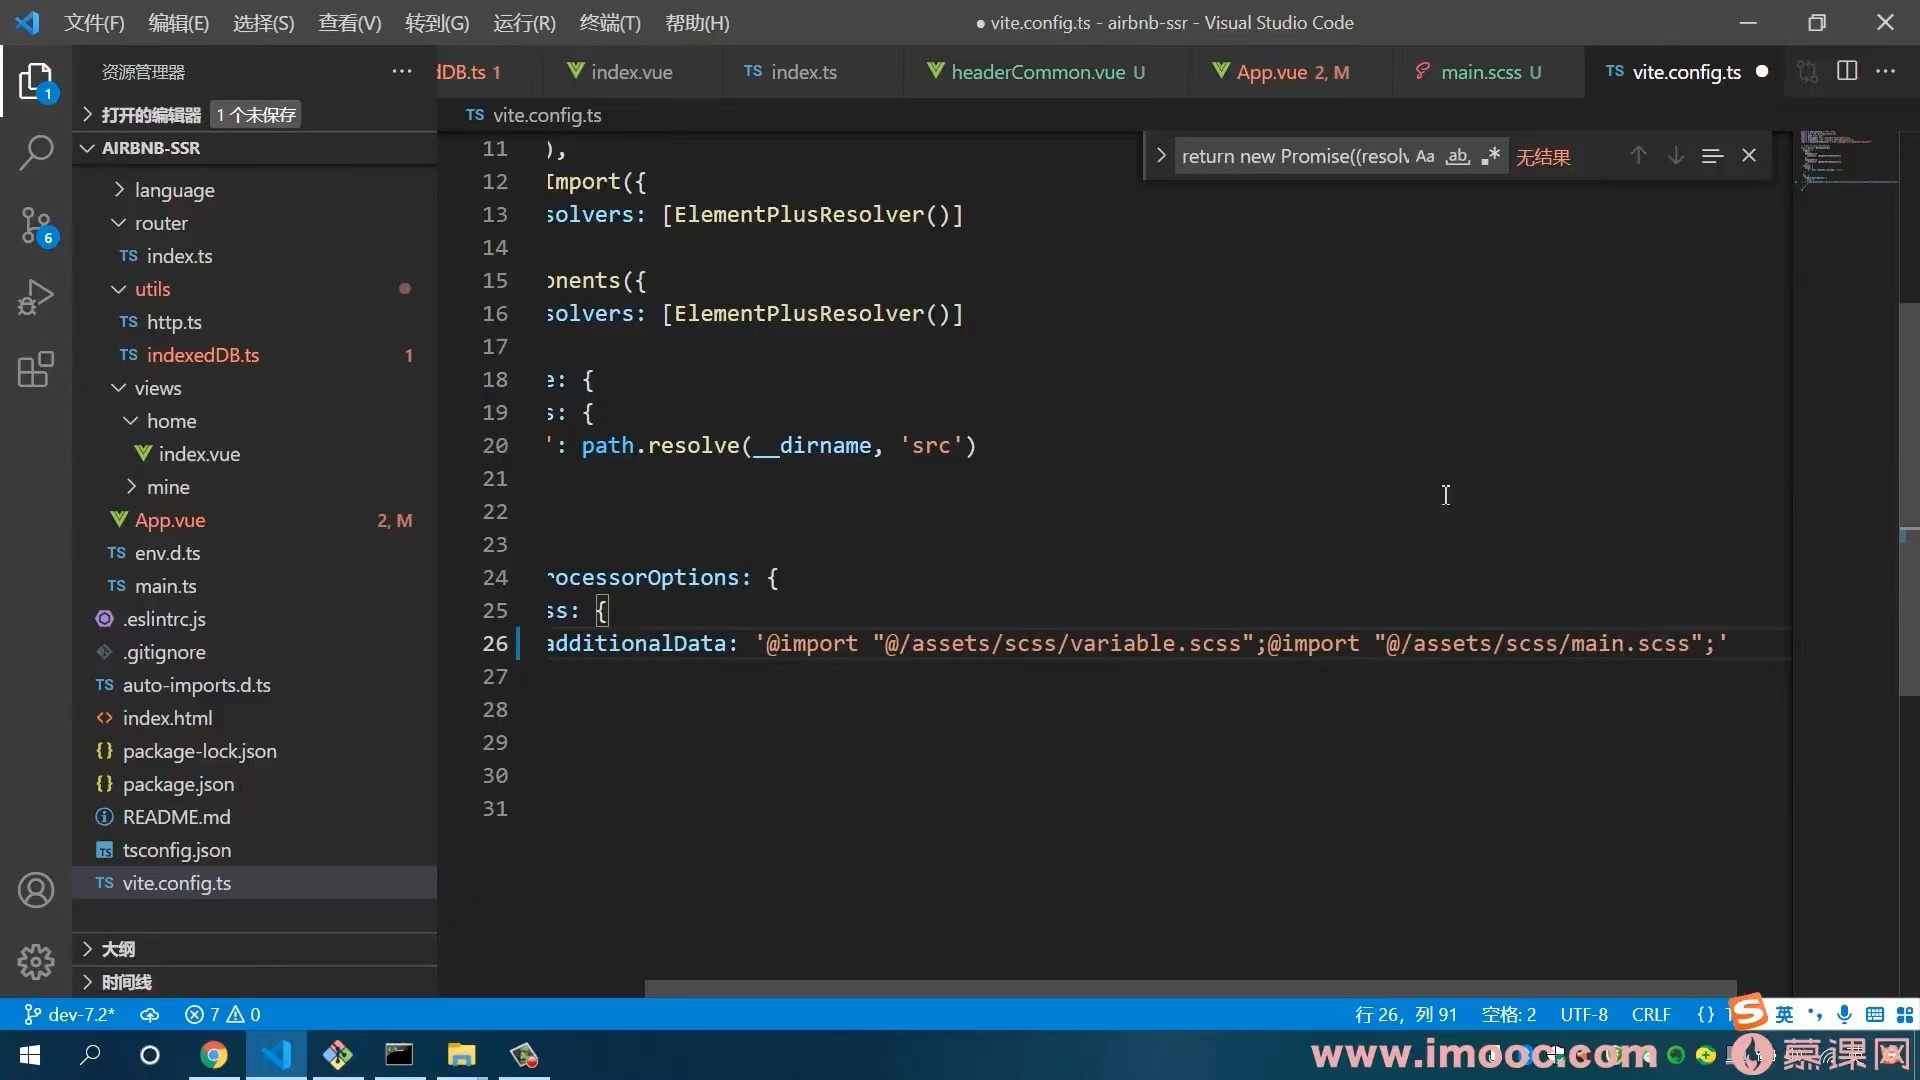 文件(F) 编辑(E) 选择(S) 查看(V) 转到(G) 运行(R) 终端(T) 帮助(H) ● vite.config.ts - airbnb-ssr - Visual Studio Code
资源管理器 ···
DB.ts 1 index.vue TS index.ts headerCommon.vue U App.vue 2, M main.scss U TS vite.config.ts ●
1
打开的编辑器 1 个未保存
TS vite.config.ts
AIRBNB-SSR
return new Promise((resolv Aa ab 无结果
language
router
TS index.ts
6
utils
TS http.ts
TS indexedDB.ts 1
views
home
index.vue
mine
App.vue 2, M
TS env.d.ts
TS main.ts
.eslintrc.js
.gitignore
TS auto-imports.d.ts
<> index.html
{} package-lock.json
{} package.json
README.md
TS tsconfig.json
TS vite.config.ts
大纲
时间线
11 ),
12 Import({
13 solvers: [ElementPlusResolver()]
14
15 onents({
16 solvers: [ElementPlusResolver()]
17
18 e: {
19 s: {
20 ': path.resolve(__dirname, 'src')
21
22
23
24 rocessorOptions: {
25 ss: {
26 additionalData: '@import "@/assets/scss/variable.scss";@import "@/assets/scss/main.scss";'
27
28
29
30
31
dev-7.2* 7 0 行 26，列 91 空格: 2 UTF-8 CRLF {} 英
www.imooc.com 慕课网